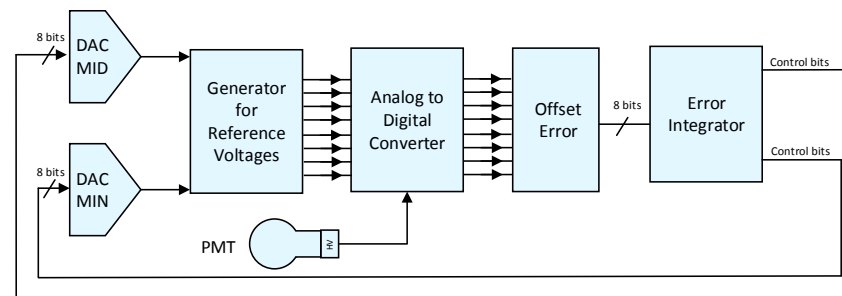 8 bits
DAC
MID
Generator
for
Reference
Voltages
Analog to
Digital
Converter
Offset
Error
8 bits
Error
Integrator
Control bits
Control bits
8 bits
DAC
MIN
PMT
HV